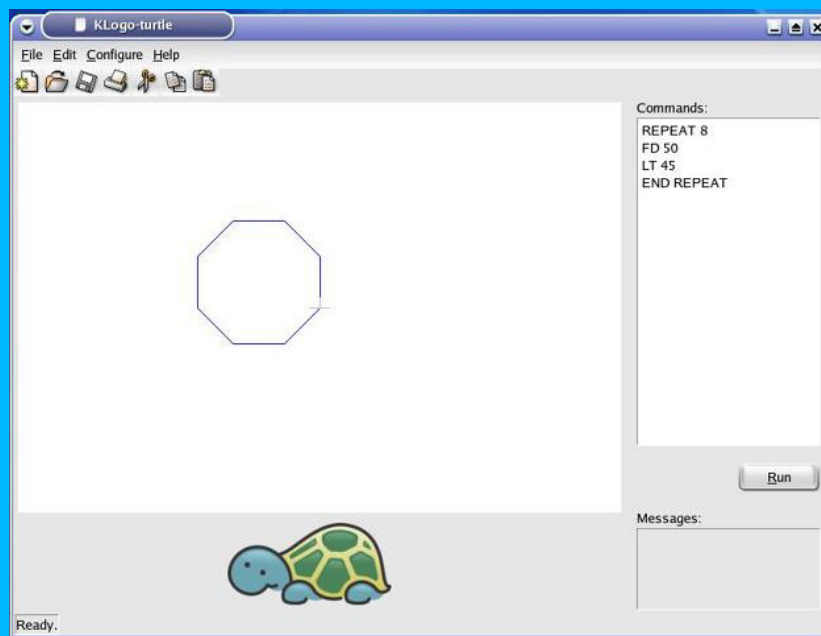 KLogo-turtle
File Edit Configure Help
Commands:
REPEAT 8
FD 50
LT 45
END REPEAT
Run
Messages:
Ready.